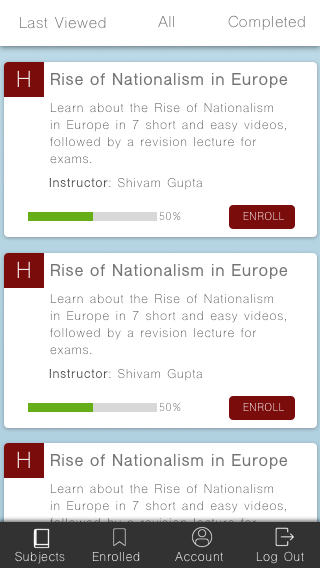 Last Viewed All Completed
H Rise of Nationalism in Europe
Learn about the Rise of Nationalism
in Europe in 7 short and easy videos,
followed by a revision lecture for
exams.
Instructor: Shivam Gupta
50% ENROLL
H Rise of Nationalism in Europe
Learn about the Rise of Nationalism
in Europe in 7 short and easy videos,
followed by a revision lecture for
exams.
Instructor: Shivam Gupta
50% ENROLL
H Rise of Nationalism in Europe
Learn about the Rise of Nationalism
in Europe in 7 short and easy videos,
followed by a revision lecture for
Subjects Enrolled Account Log Out